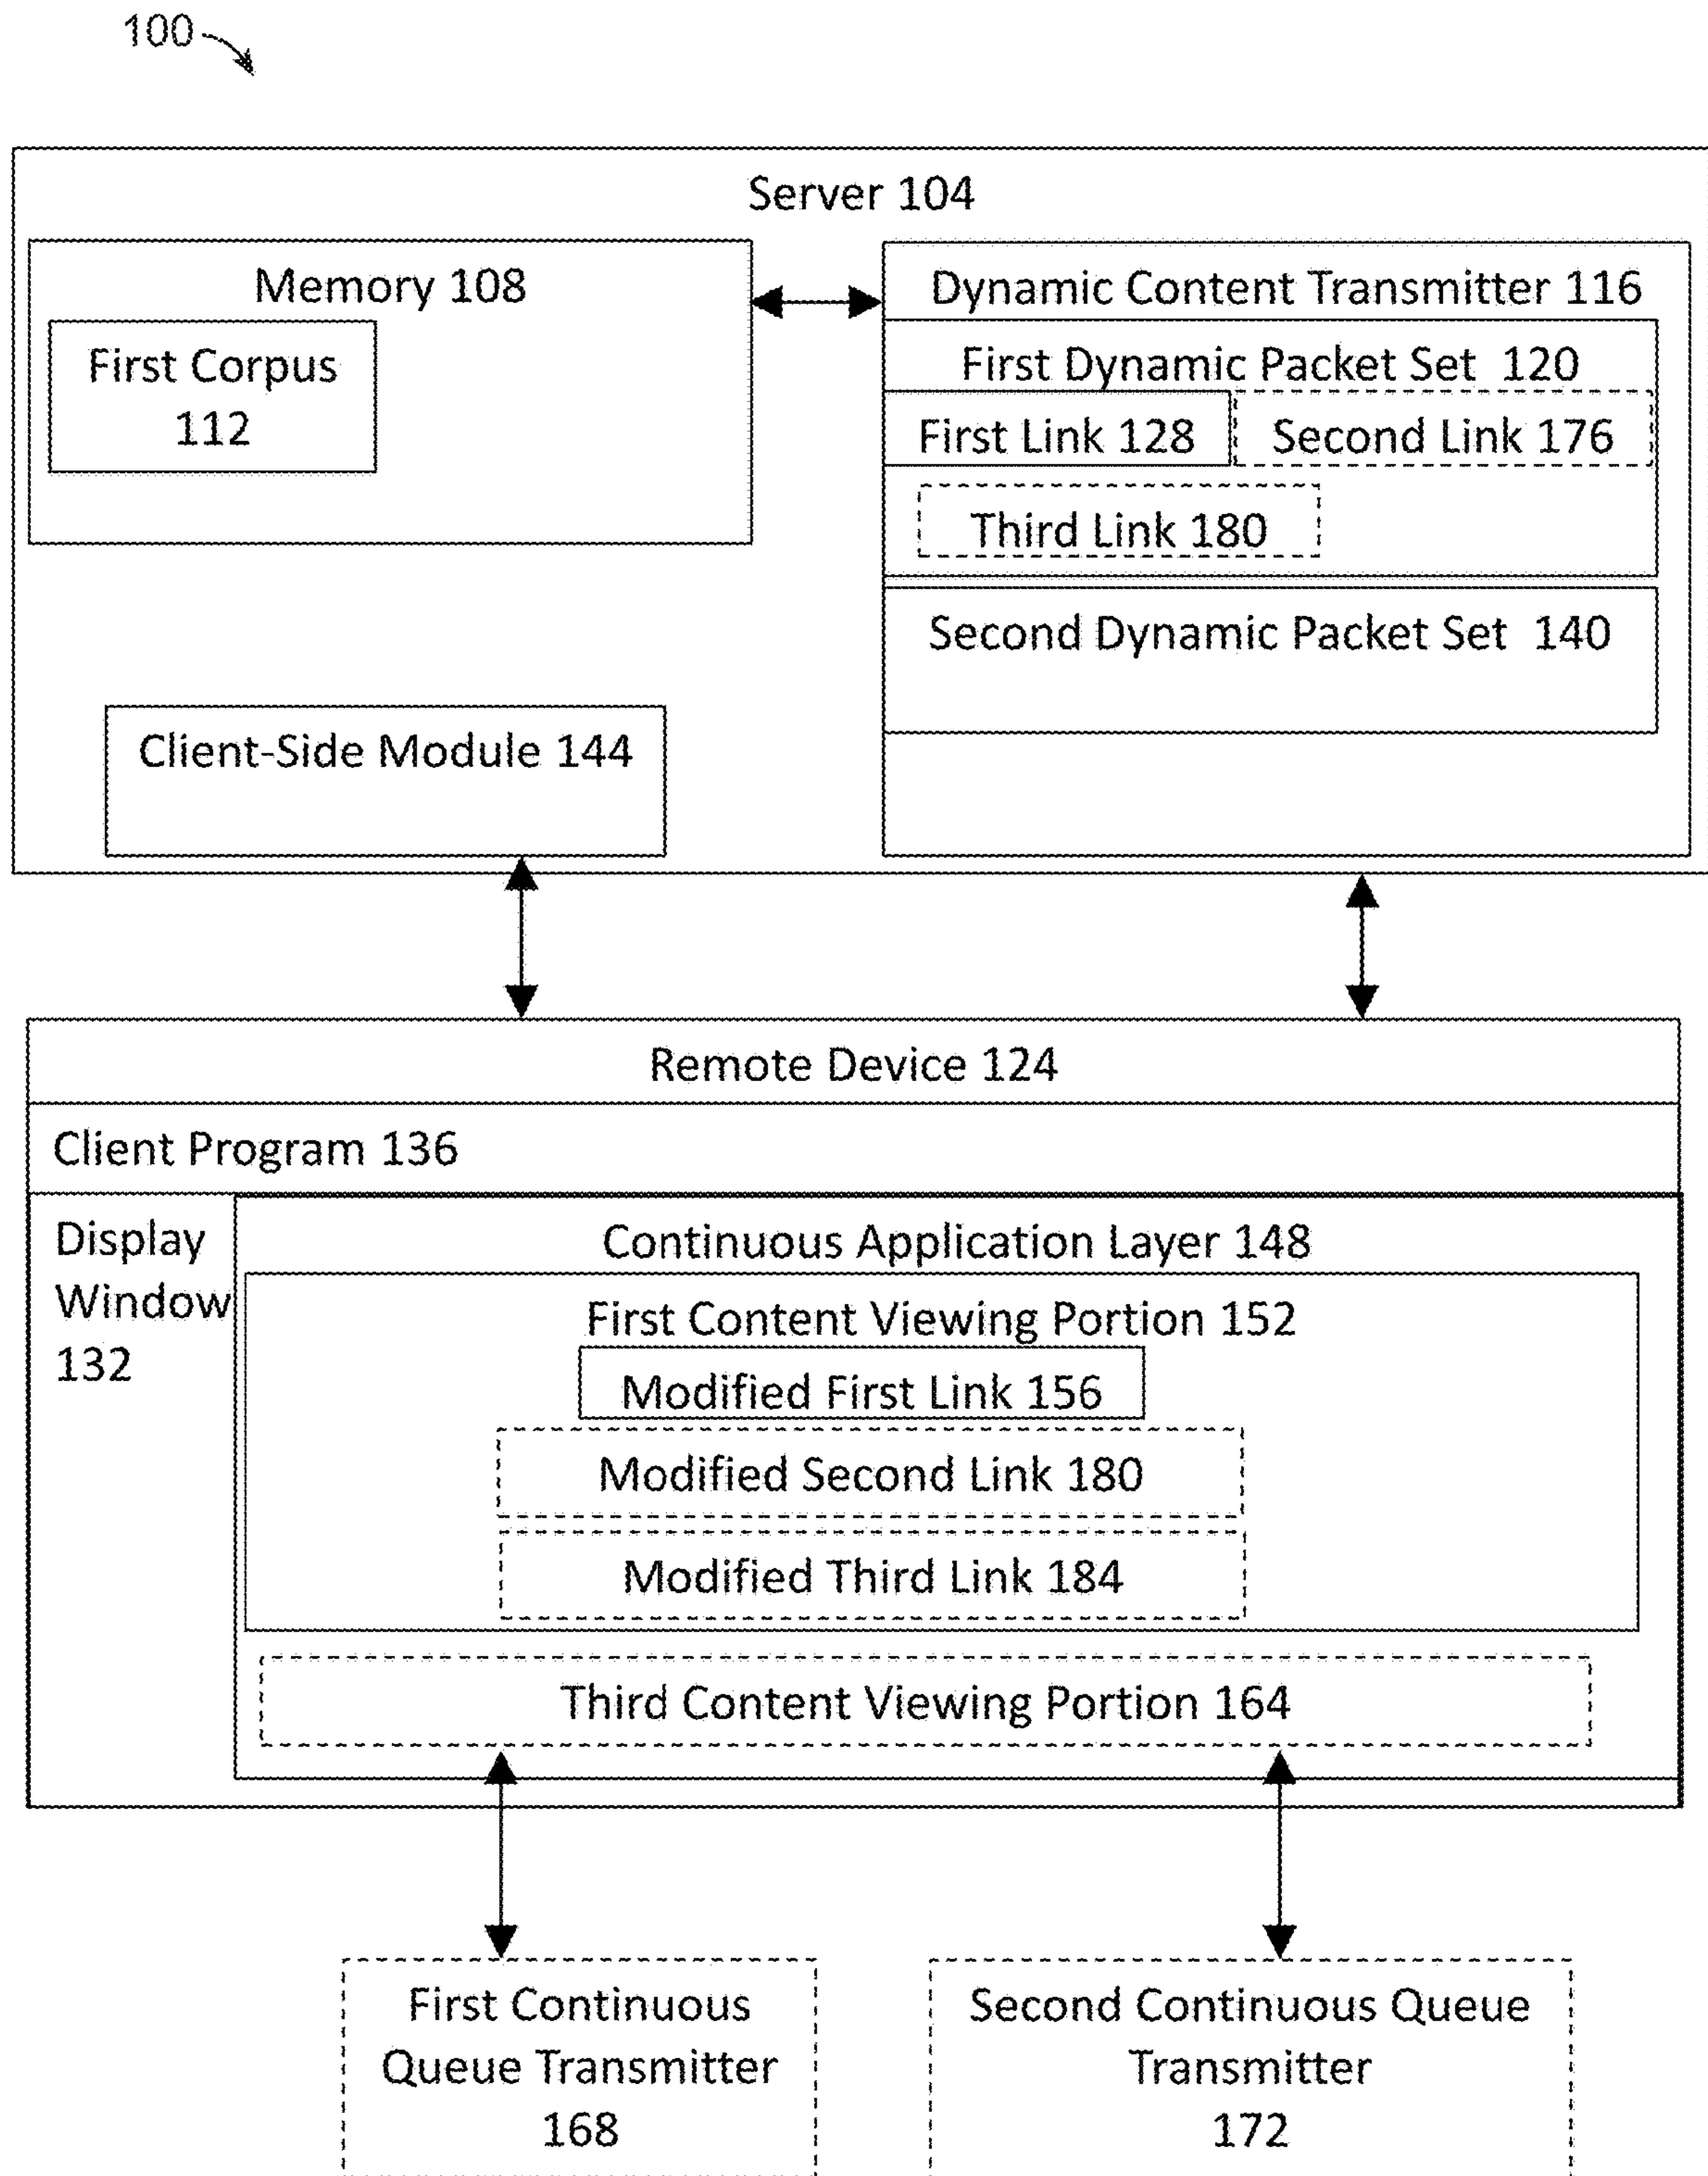 100
Server 104
Memory 108
First Corpus
112
Dynamic Content Transmitter 116
First Dynamic Packet Set 120
First Link 128
Second Link 176
Third Link 180
Second Dynamic Packet Set 140
Client-Side Module 144
Remote Device 124
Client Program 136
Display
Window
132
Continuous Application Layer 148
First Content Viewing Portion 152
Modified First Link 156
Modified Second Link 180
Modified Third Link 184
Third Content Viewing Portion 164
First Continuous
Queue Transmitter
168
Second Continuous Queue
Transmitter
172